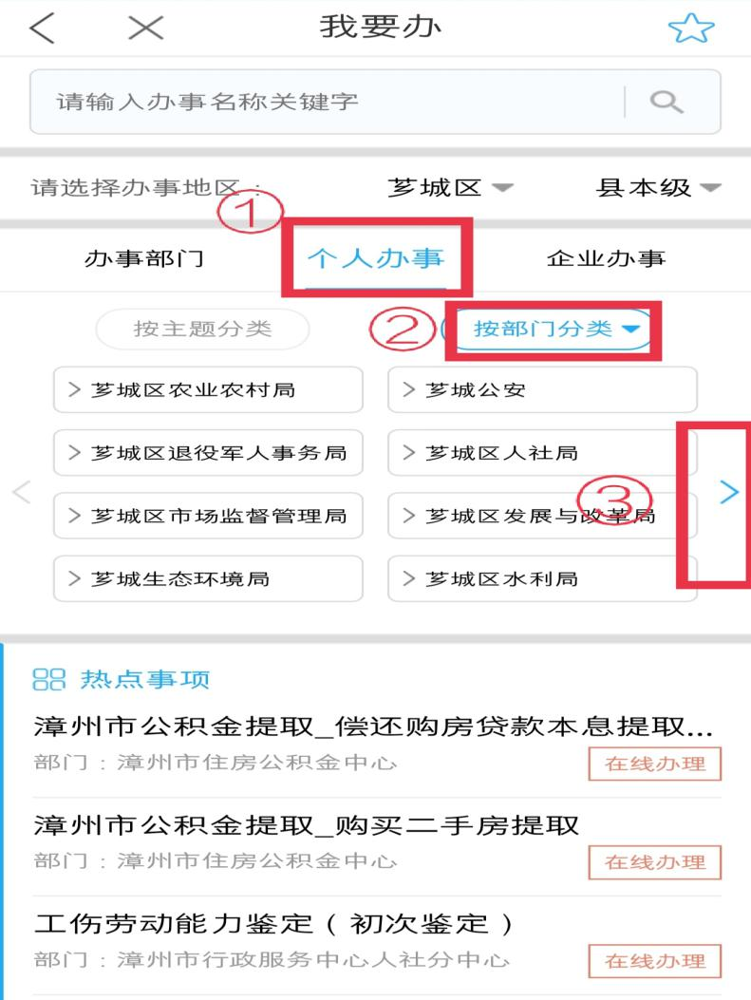 我要办
请输入办事名称关键字
请选择办事地区： 芗城区 县本级
①
办事部门 个人办事 企业办事
按主题分类 ② 按部门分类
芗城区农业农村局 芗城公安
芗城区退役军人事务局 芗城区人社局
③
芗城区市场监督管理局 芗城区发展与改革局
芗城生态环境局 芗城区水利局
热点事项
漳州市公积金提取_偿还购房贷款本息提取...
部门：漳州市住房公积金中心 在线办理
漳州市公积金提取_购买二手房提取
部门：漳州市住房公积金中心 在线办理
工伤劳动能力鉴定（初次鉴定）
部门：漳州市行政服务中心人社分中心 在线办理